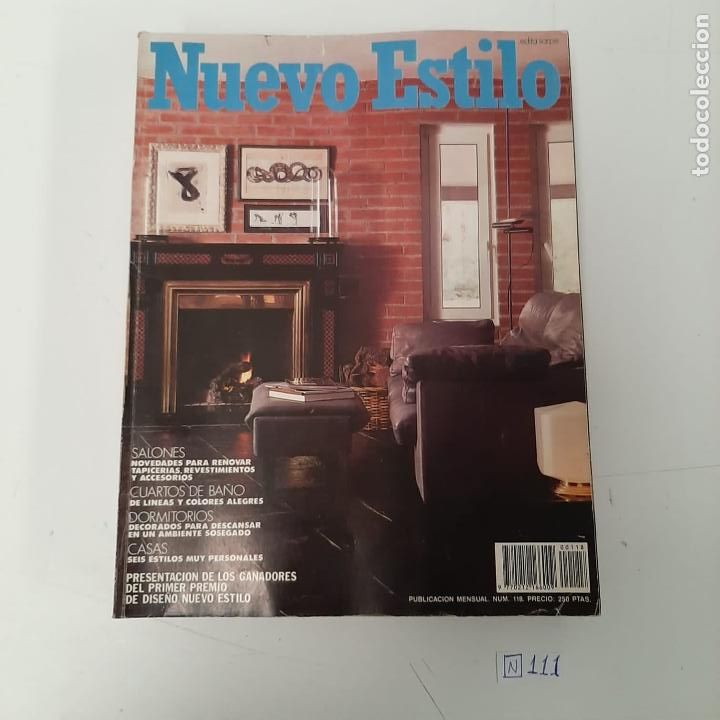 edita sarpe
Nuevo Estilo
SALONES
NOVEDADES PARA RENOVAR
TAPICERIAS, REVESTIMIENTOS
Y ACCESORIOS
CUARTOS DE BAÑO
DE LINEAS Y COLORES ALEGRES
DORMITORIOS
DECORADOS PARA DESCANSAR
EN UN AMBIENTE SOSEGADO
CASAS
SEIS ESTILOS MUY PERSONALES
PRESENTACION DE LOS GANADORES
DEL PRIMER PREMIO
DE DISEÑO NUEVO ESTILO
00118
PUBLICACION MENSUAL. NUM. 118. PRECIO: 250 PTAS.
N 111
todocoleccion